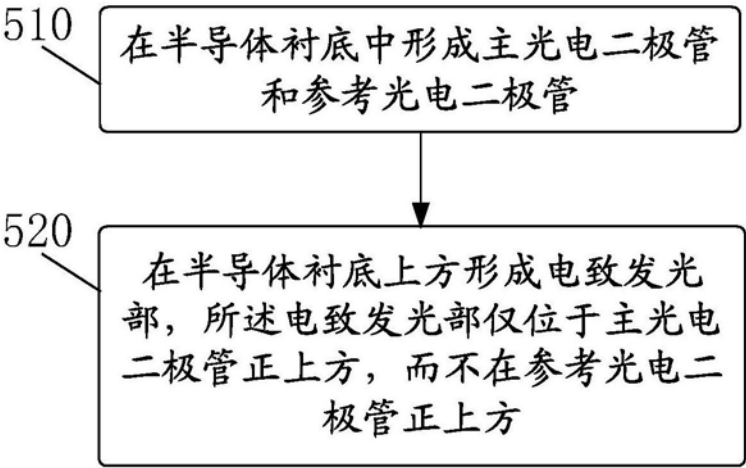 510
在半导体衬底中形成主光电二极管
和参考光电二极管
520
在半导体衬底上方形成电致发光
部，所述电致发光部仅位于主光电
二极管正上方，而不在参考光电二
极管正上方